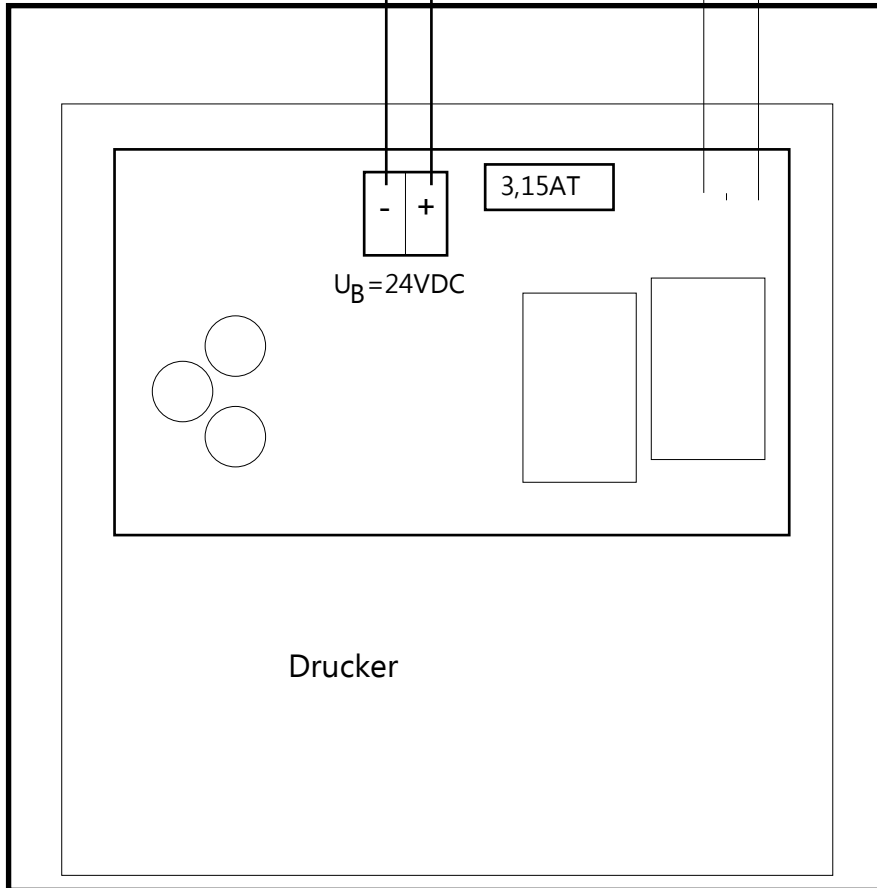 3,15AT
- +
U_B=24VDC
Drucker